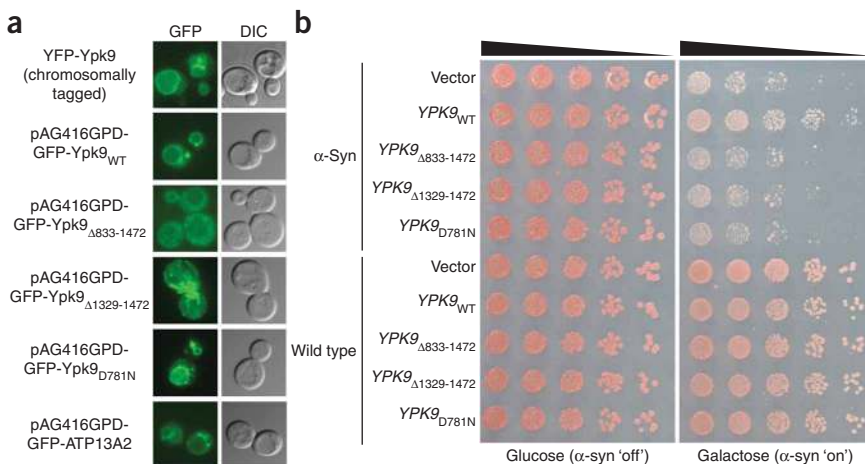 a
GFP
DIC
YFP-Ypk9
(chromosomally
tagged)
pAG416GPD-
GFP-Ypk9WT
pAG416GPD-
GFP-Ypk9Δ833-1472
pAG416GPD-
GFP-Ypk9Δ1329-1472
pAG416GPD-
GFP-Ypk9D781N
pAG416GPD-
GFP-ATP13A2
b
α-Syn
Vector
YPK9WT
YPK9Δ833-1472
YPK9Δ1329-1472
YPK9D781N
Wild type
Vector
YPK9WT
YPK9Δ833-1472
YPK9Δ1329-1472
YPK9D781N
Glucose (α-syn ‘off’)
Galactose (α-syn ‘on’)